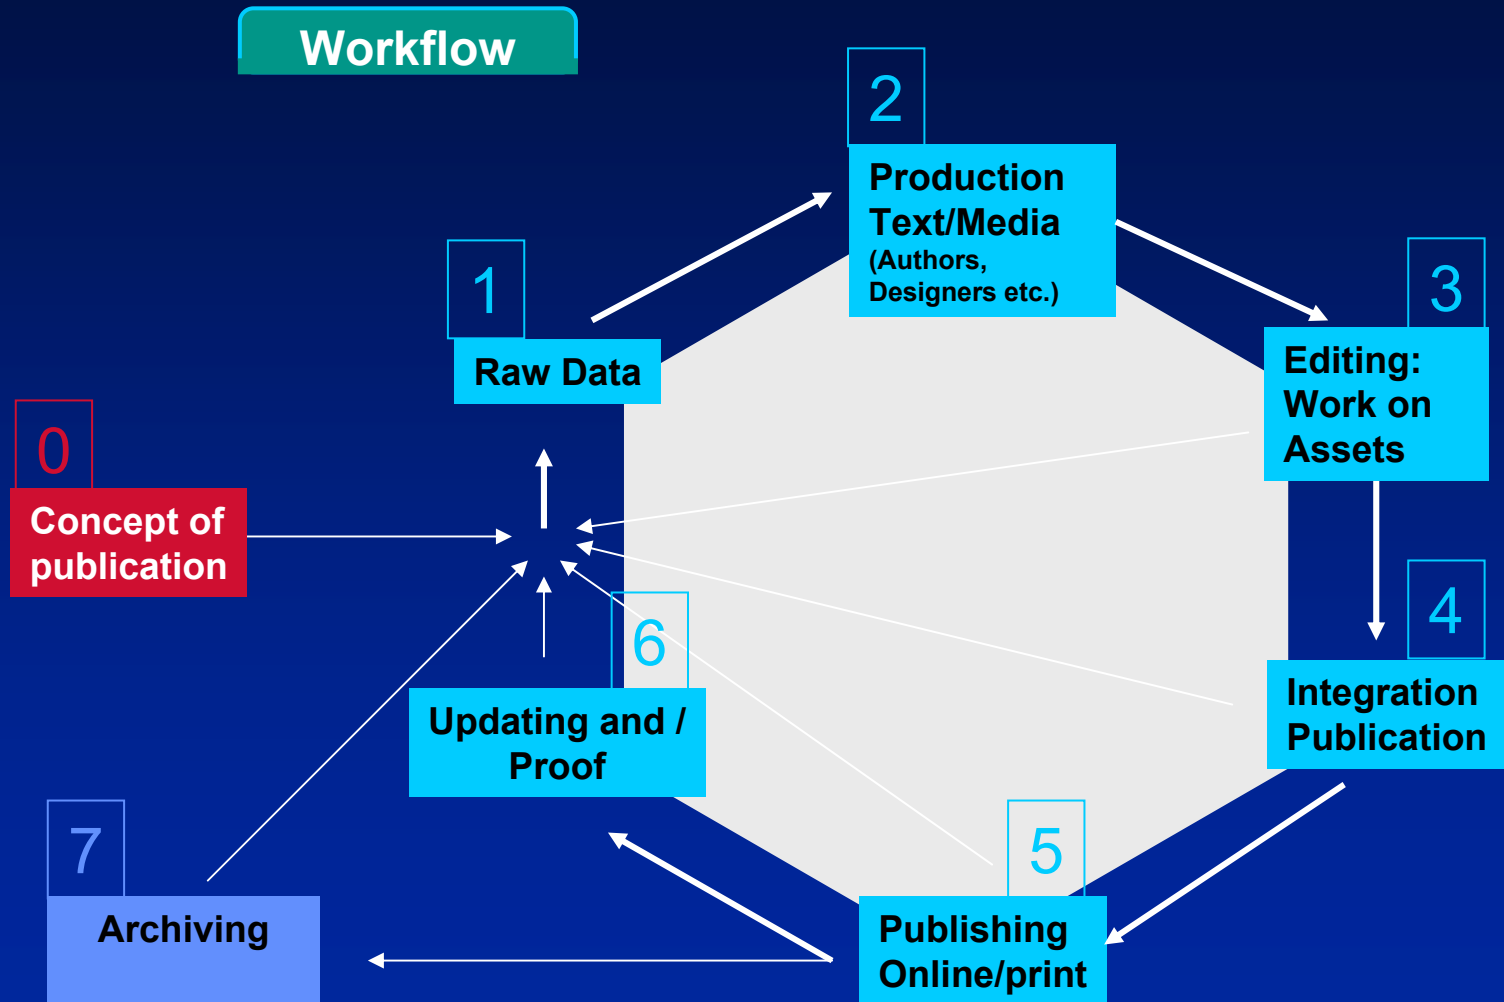 Workflow
0
Concept of
publication
1
Raw Data
2
Production
Text/Media
(Authors,
Designers etc.)
3
Editing:
Work on
Assets
4
Integration
Publication
5
Publishing
Online/print
6
Updating and /
Proof
7
Archiving